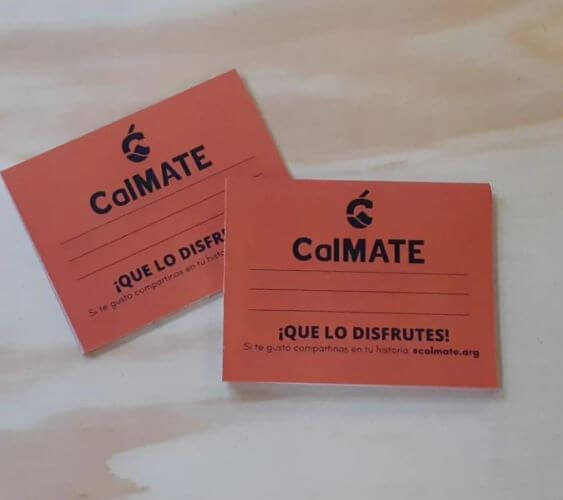 CalMATE
¡QUE LO DISFRU
Si te gustó compartinos en tu historia
CalMATE
¡QUE LO DISFRUTES!
Si te gustó compartinos en tu historia, @calmate.org